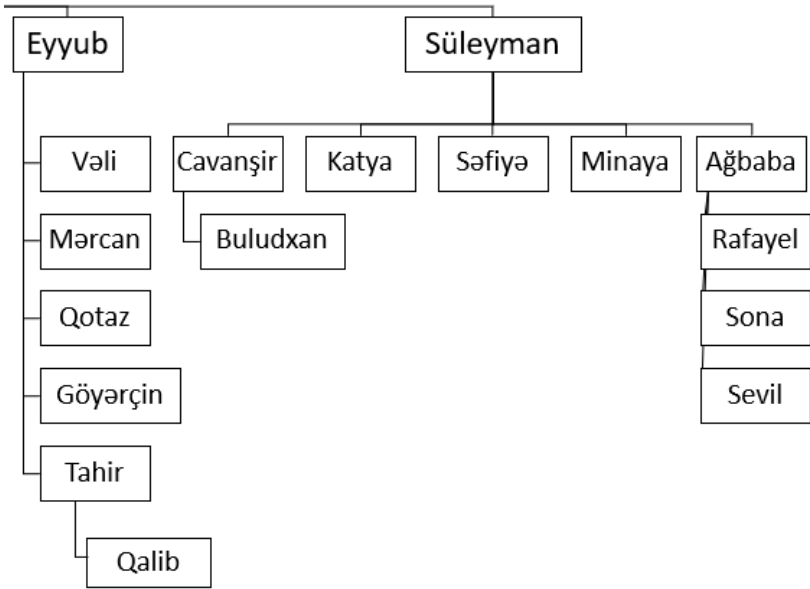 Eyyub
Süleyman
Vəli
Cavanşir
Katya
Səfiyə
Minaya
Ağbaba
Mərcan
Buludxan
Rafayel
Qotaz
Sona
Göyərçin
Sevil
Tahir
Qalib